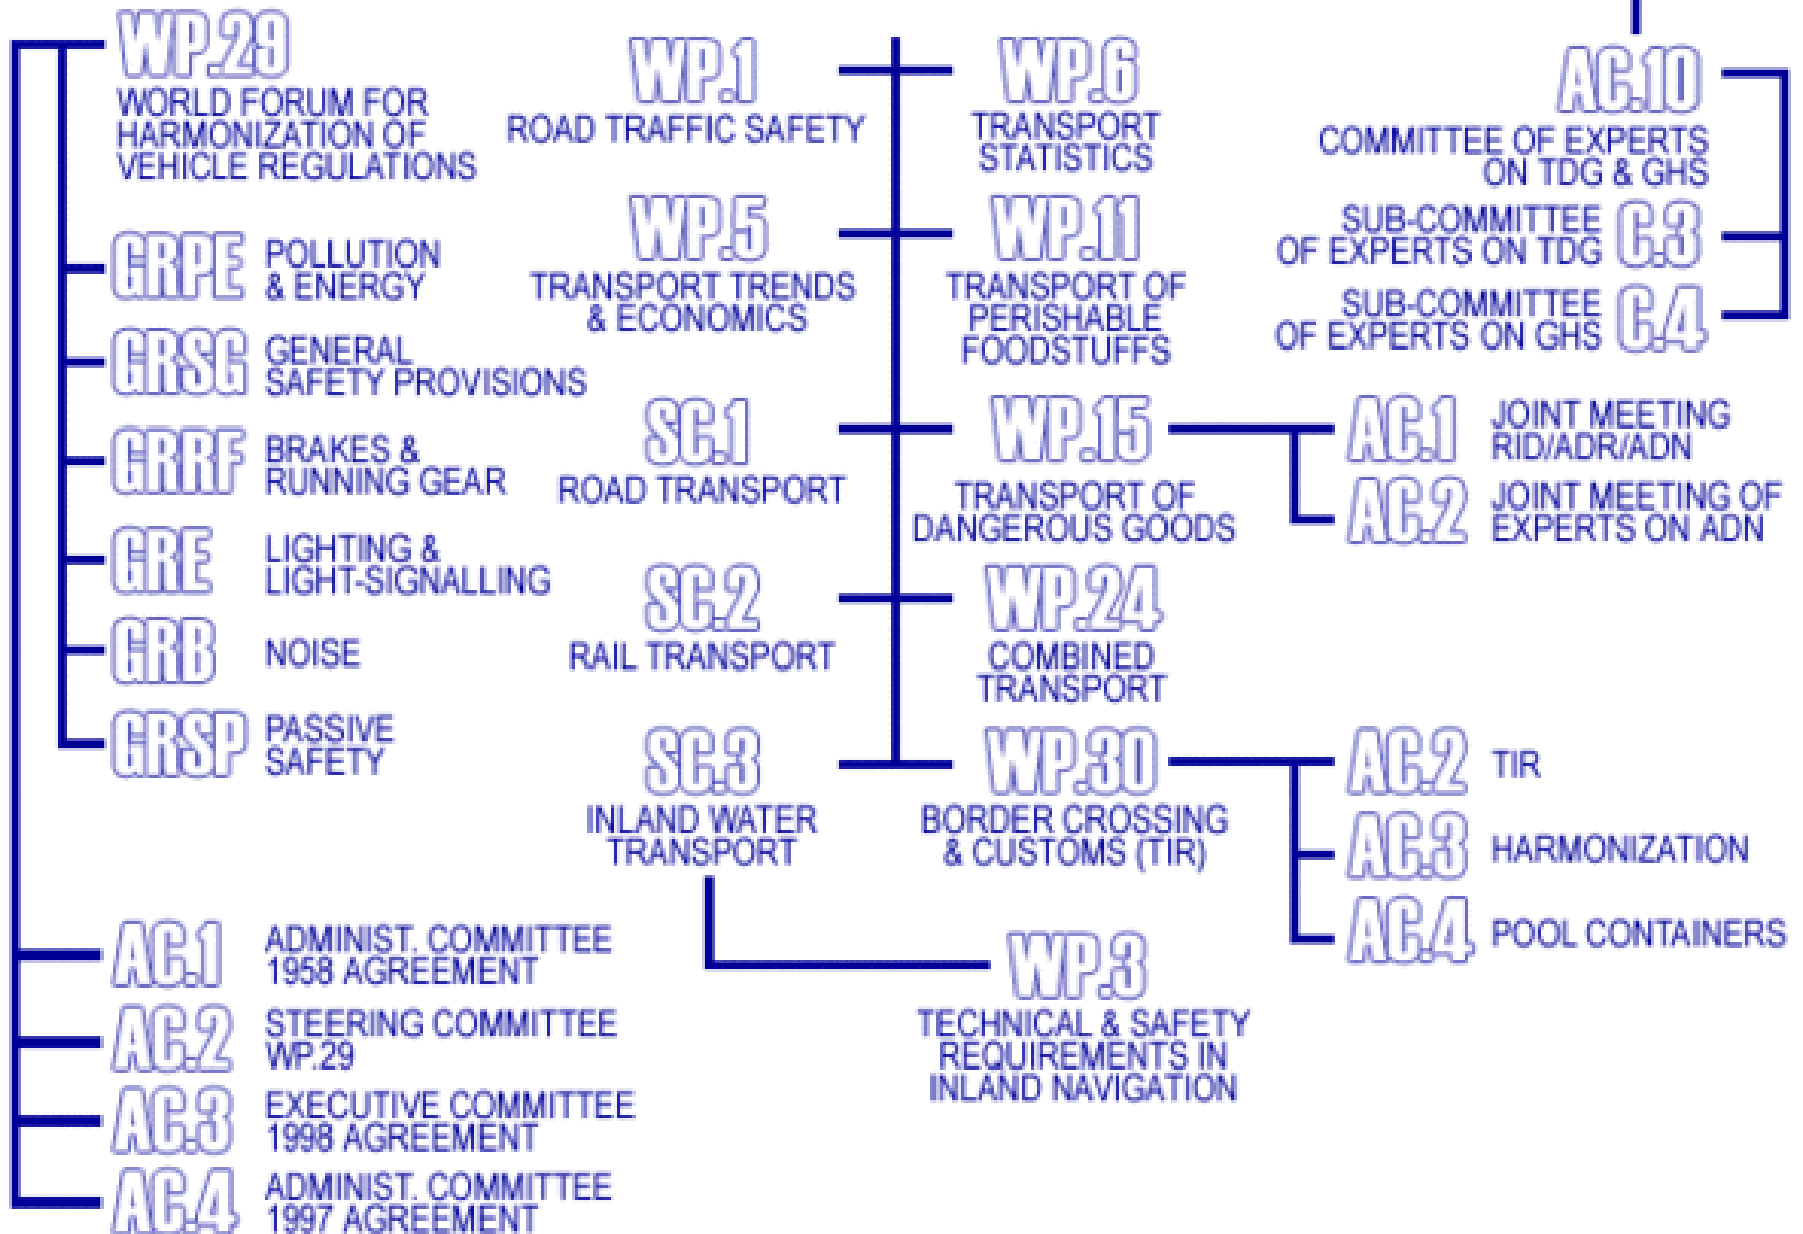 WP.29
WORLD FORUM FOR
HARMONIZATION OF
VEHICLE REGULATIONS
GRPE
POLLUTION
& ENERGY
GRSG
GENERAL
SAFETY PROVISIONS
GRRF
BRAKES &
RUNNING GEAR
GRE
LIGHTING &
LIGHT-SIGNALLING
GRB
NOISE
GRSP
PASSIVE
SAFETY
AC.1
ADMINIST. COMMITTEE
1958 AGREEMENT
AC.2
STEERING COMMITTEE
WP.29
AC.3
EXECUTIVE COMMITTEE
1998 AGREEMENT
AC.4
ADMINIST. COMMITTEE
1997 AGREEMENT
WP.1
ROAD TRAFFIC SAFETY
WP.5
TRANSPORT TRENDS
& ECONOMICS
SC.1
ROAD TRANSPORT
SC.2
RAIL TRANSPORT
SC.3
INLAND WATER
TRANSPORT
WP.6
TRANSPORT
STATISTICS
WP.11
TRANSPORT OF
PERISHABLE
FOODSTUFFS
WP.15
TRANSPORT OF
DANGEROUS GOODS
WP.24
COMBINED
TRANSPORT
WP.30
BORDER CROSSING
& CUSTOMS (TIR)
WP.3
TECHNICAL & SAFETY
REQUIREMENTS IN
INLAND NAVIGATION
AC.10
COMMITTEE OF EXPERTS
ON TDG & GHS
SUB-COMMITTEE
OF EXPERTS ON TDG
C.3
SUB-COMMITTEE
OF EXPERTS ON GHS
C.4
AC.1
JOINT MEETING
RID/ADR/ADN
AC.2
JOINT MEETING OF
EXPERTS ON ADN
AC.2
TIR
AC.3
HARMONIZATION
AC.4
POOL CONTAINERS